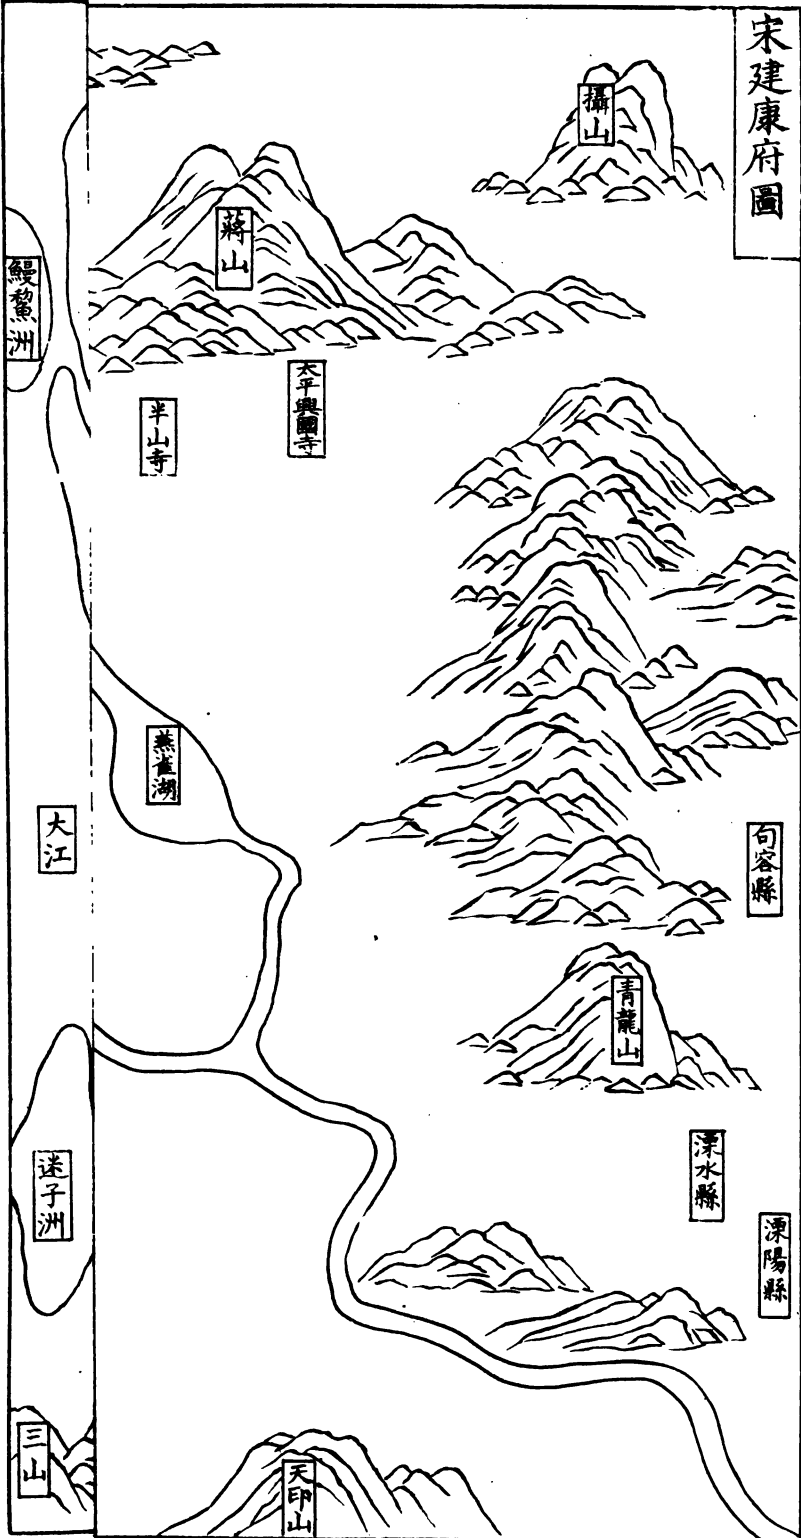 宋建康府圖
攝山
蔣山
太平興國寺
半山寺
句容縣
青龍山
溧水縣
溧陽縣
燕雀湖
天印山
鰻鯬洲
大江
迷子洲
三山